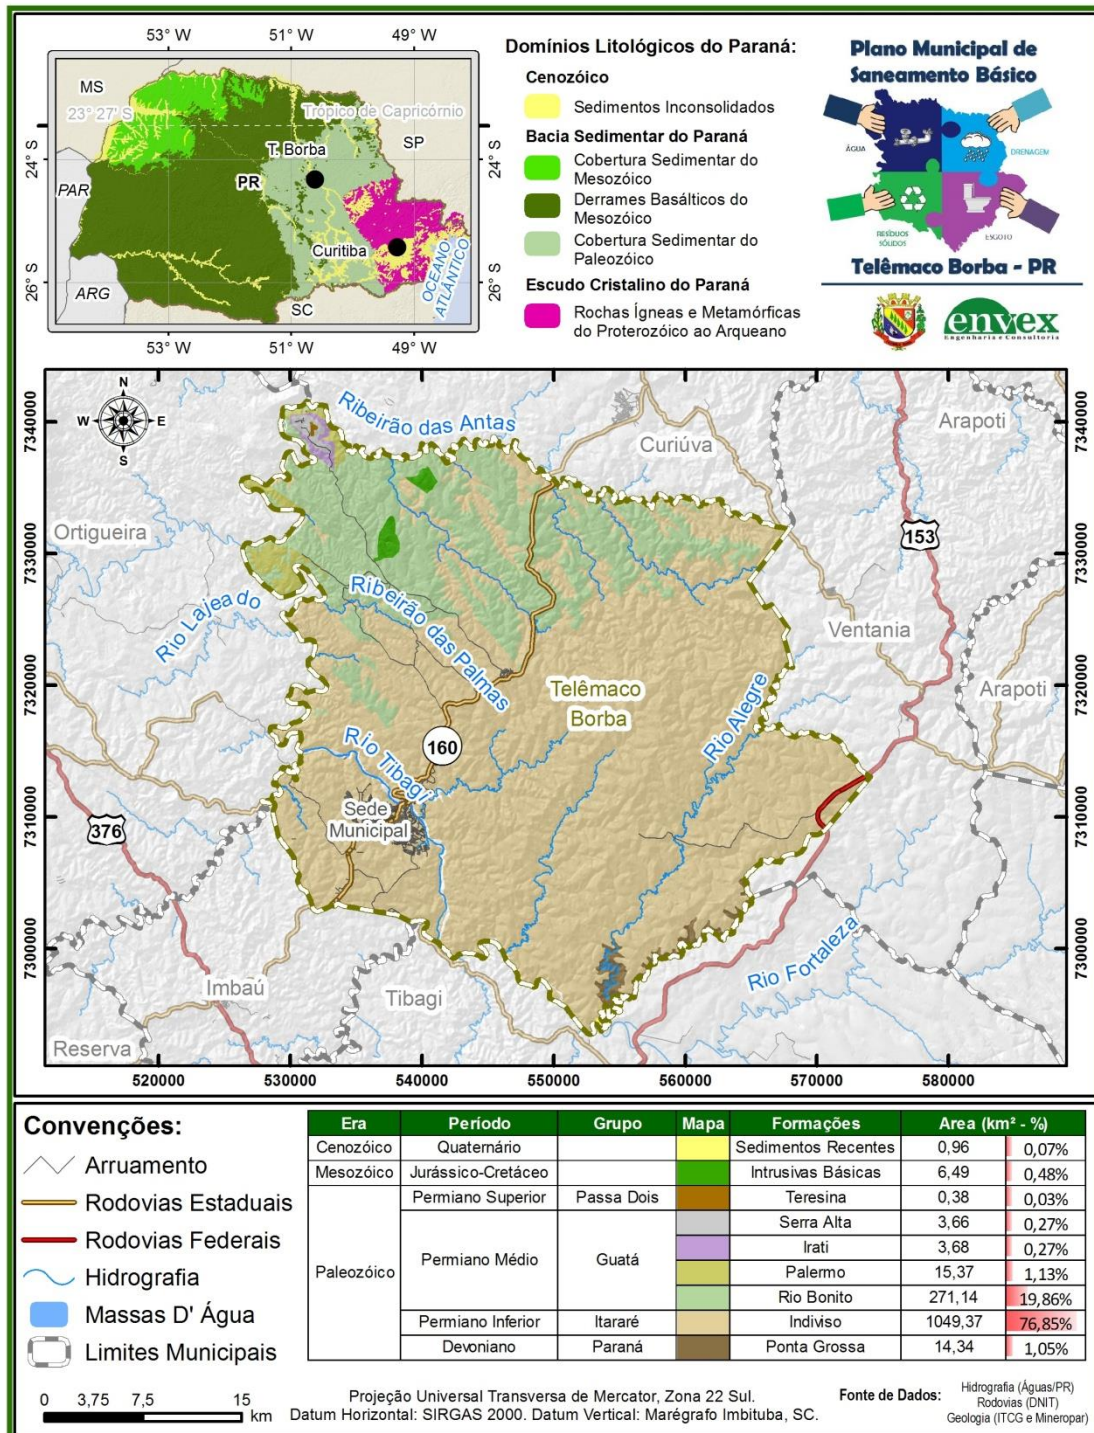 53° W 51° W 49° W
MS
23° 27' S
Trópico de Capricórnio
24° S
24° S
T. Borba
SP
PAR
PR
Curitiba
26° S
26° S
ARG
SC
OCEANO
ATLÂNTICO
53° W 51° W 49° W
Domínios Litológicos do Paraná:
Cenozóico
Sedimentos Inconsolidados
Bacia Sedimentar do Paraná
Cobertura Sedimentar do
Mesozóico
Derrames Basálticos do
Mesozóico
Cobertura Sedimentar do
Paleozóico
Escudo Cristalino do Paraná
Rochas Ígneas e Metamórficas
do Proterozóico ao Arqueano
Plano Municipal de
Saneamento Básico
ÁGUA
DRENAGEM
RESÍDUOS
SÓLIDOS
ESGOTO
Telêmaco Borba - PR
envex
Engenharia e Consultoria
N
W E
S
7340000
7330000
7320000
7310000
7300000
7340000
7330000
7320000
7310000
7300000
Ribeirão das Antas
Curiúva
Arapoti
Ortigueira
153
Rio Lajeado
Ribeirão das Palmas
Ventania
Telêmaco
Borba
Rio Alegre
Arapoti
Rio Tibagi
160
Sede
Municipal
376
Imbaú
Tibagi
Rio Fortaleza
Reserva
520000 530000 540000 550000 560000 570000 580000
Convenções:
Arruamento
Rodovias Estaduais
Rodovias Federais
Hidrografia
Massas D' Água
Limites Municipais
Era Período Grupo Mapa Formações Area (km² - %)
Cenozóico Quaternário Sedimentos Recentes 0,96 0,07%
Mesozóico Jurássico-Cretáceo Intrusivas Básicas 6,49 0,48%
Paleozóico Permiano Superior Passa Dois Teresina 0,38 0,03%
Permiano Médio Guatá Serra Alta 3,66 0,27%
Irati 3,68 0,27%
Palermo 15,37 1,13%
Rio Bonito 271,14 19,86%
Permiano Inferior Itararé Indiviso 1049,37 76,85%
Devoniano Paraná Ponta Grossa 14,34 1,05%
0 3,75 7,5 15
km
Projeção Universal Transversa de Mercator, Zona 22 Sul.
Datum Horizontal: SIRGAS 2000. Datum Vertical: Marégrafo Imbituba, SC.
Fonte de Dados:
Hidrografia (Águas/PR)
Rodovias (DNIT)
Geologia (ITCG e Mineropar)